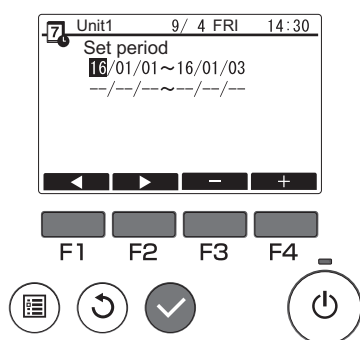 7 Unit1 9/ 4 FRI 14:30
Set period
16/01/01～16/01/03
--/--/--～--/--/--
− +
F1 F2 F3 F4